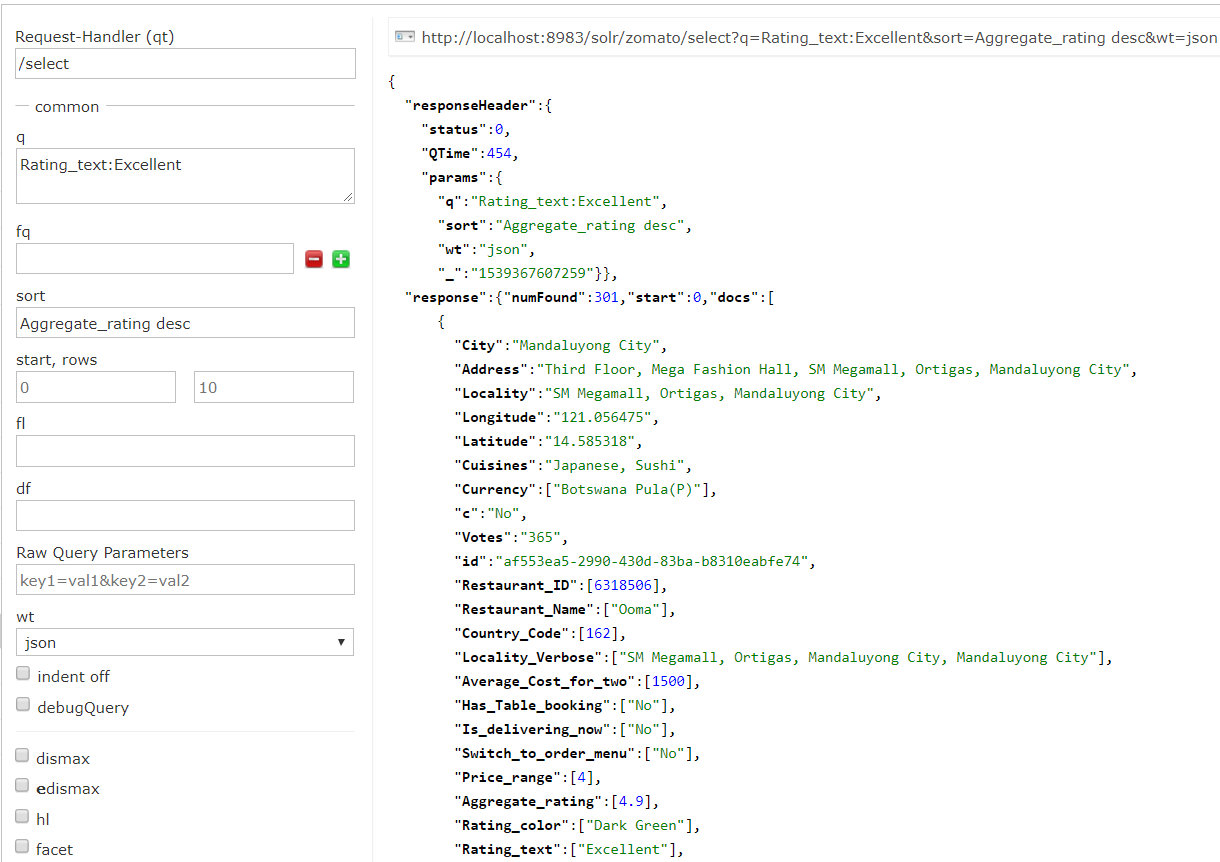 Request-Handler (qt)
/select
common
q
Rating_text:Excellent
fq
sort
Aggregate_rating desc
start, rows
0
10
fl
df
Raw Query Parameters
key1=val1&key2=val2
wt
json
indent off
debugQuery
dismax
edismax
hl
facet
http://localhost:8983/solr/zomato/select?q=Rating_text:Excellent&sort=Aggregate_rating desc&wt=json
{
"responseHeader":{
"status":0,
"QTime":454,
"params":{
"q":"Rating_text:Excellent",
"sort":"Aggregate_rating desc",
"wt":"json",
"_":"1539367607259"}},
"response":{"numFound":301,"start":0,"docs":[
{
"City":"Mandaluyong City",
"Address":"Third Floor, Mega Fashion Hall, SM Megamall, Ortigas, Mandaluyong City",
"Locality":"SM Megamall, Ortigas, Mandaluyong City",
"Longitude":"121.056475",
"Latitude":"14.585318",
"Cuisines":"Japanese, Sushi",
"Currency":["Botswana Pula(P)"],
"c":"No",
"Votes":"365",
"id":"af553ea5-2990-430d-83ba-b8310eabfe74",
"Restaurant_ID":[6318506],
"Restaurant_Name":["Ooma"],
"Country_Code":[162],
"Locality_Verbose":["SM Megamall, Ortigas, Mandaluyong City, Mandaluyong City"],
"Average_Cost_for_two":[1500],
"Has_Table_booking":["No"],
"Is_delivering_now":["No"],
"Switch_to_order_menu":["No"],
"Price_range":[4],
"Aggregate_rating":[4.9],
"Rating_color":["Dark Green"],
"Rating_text":["Excellent"],